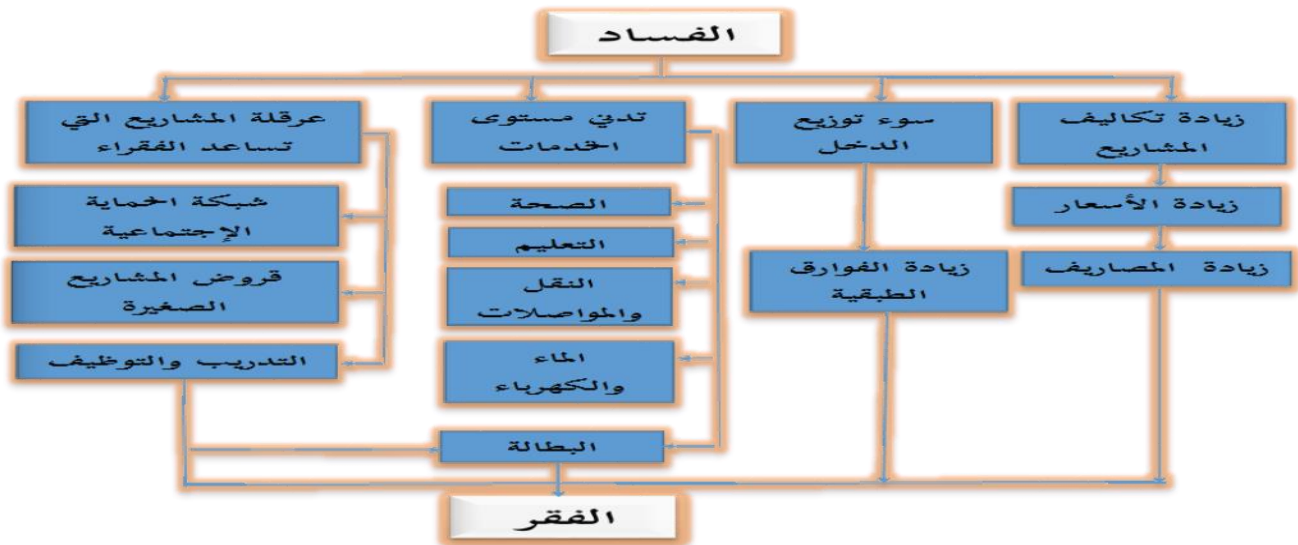 الفساد
زيادة تكاليف
المشاريع
زيادة الأسعار
زيادة المصاريف
سوء توزيع
الدخل
زيادة الفوارق
الطبقية
تدني مستوى
الخدمات
الصحة
التعليم
النقل
والمواصلات
الماء
والكهرباء
البطالة
عرقلة المشاريع التي
تساعد الفقراء
شبكة الحماية
الإجتماعية
قروض المشاريع
الصغيرة
التدريب والتوظيف
الفقر